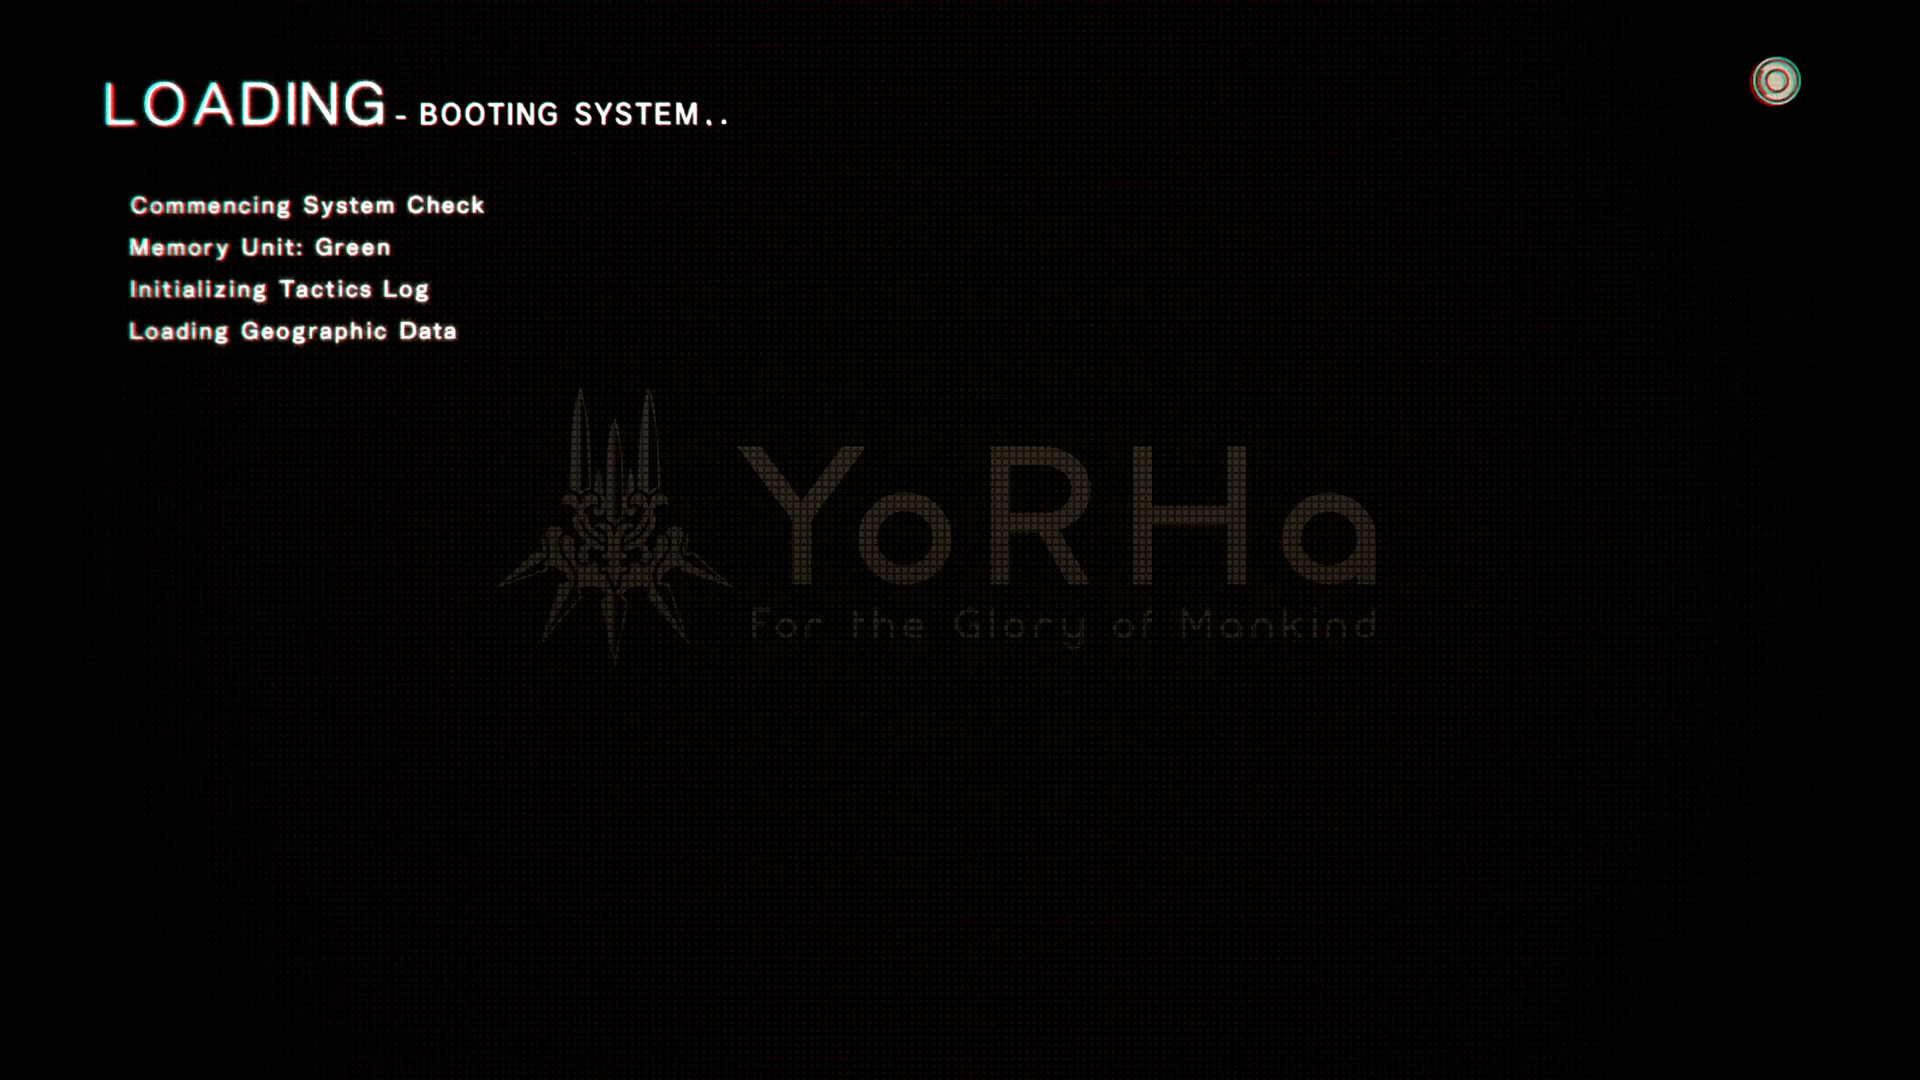 LOADING - BOOTING SYSTEM..
Commencing System Check
Memory Unit: Green
Initializing Tactics Log
Loading Geographic Data
YoRHa
For the Glory of Mankind